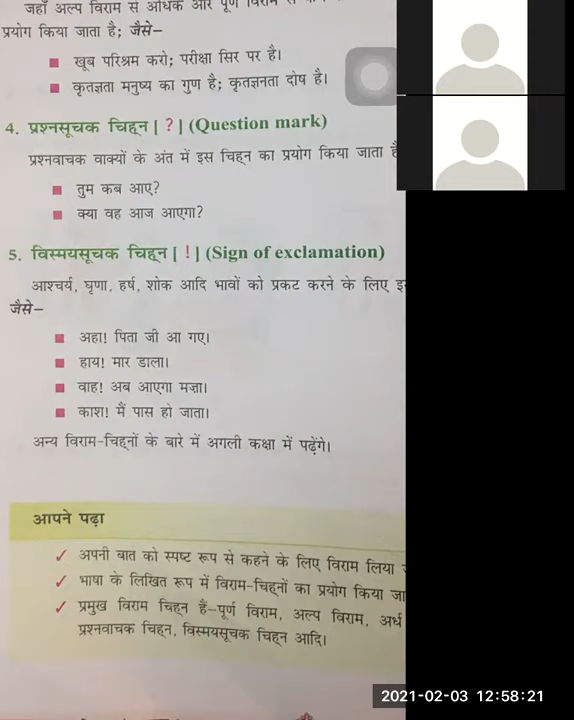 जहाँ अल्प विराम से अधिक और पूर्ण विराम से
प्रयोग किया जाता है; जैसे–
खूब परिश्रम करो; परीक्षा सिर पर है।
कृतज्ञता मनुष्य का गुण है; कृतज्ञनता दोष है।
4. प्रश्नसूचक चिह्न [ ? ] (Question mark)
प्रश्नवाचक वाक्यों के अंत में इस चिह्न का प्रयोग किया जाता
तुम कब आए?
क्या वह आज आएगा?
5. विस्मयसूचक चिह्न [ ! ] (Sign of exclamation)
आश्चर्य, घृणा, हर्ष, शोक आदि भावों को प्रकट करने के लिए
जैसे–
अहा! पिता जी आ गए।
हाय! मार डाला।
वाह! अब आएगा मज़ा।
काश! मैं पास हो जाता।
अन्य विराम-चिह्नों के बारे में अगली कक्षा में पढ़ेंगे।
आपने पढ़ा
✓ अपनी बात को स्पष्ट रूप से कहने के लिए विराम लिया
✓ भाषा के लिखित रूप में विराम-चिह्नों का प्रयोग किया जा
✓ प्रमुख विराम चिह्न हैं–पूर्ण विराम, अल्प विराम, अर्ध
प्रश्नवाचक चिह्न, विस्मयसूचक चिह्न आदि।
2021-02-03 12:58:21